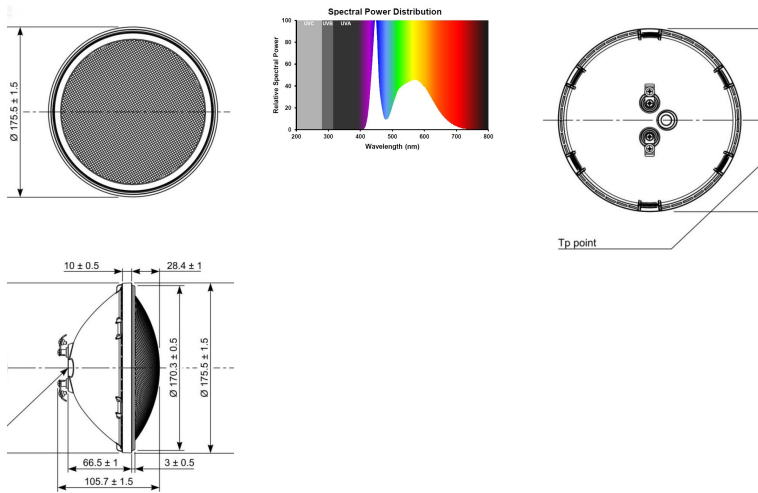 Ø 175.5 ± 1.5
Spectral Power Distribution
UVC UVB UVA
Relative Spectral Power
100
80
60
40
20
0
200 300 400 500 600 700 800
Wavelength (nm)
Tp point
10 ± 0.5
28.4 ± 1
Ø 170.3 ± 0.5
Ø 175.5 ± 1.5
66.5 ± 1
3 ± 0.5
105.7 ± 1.5